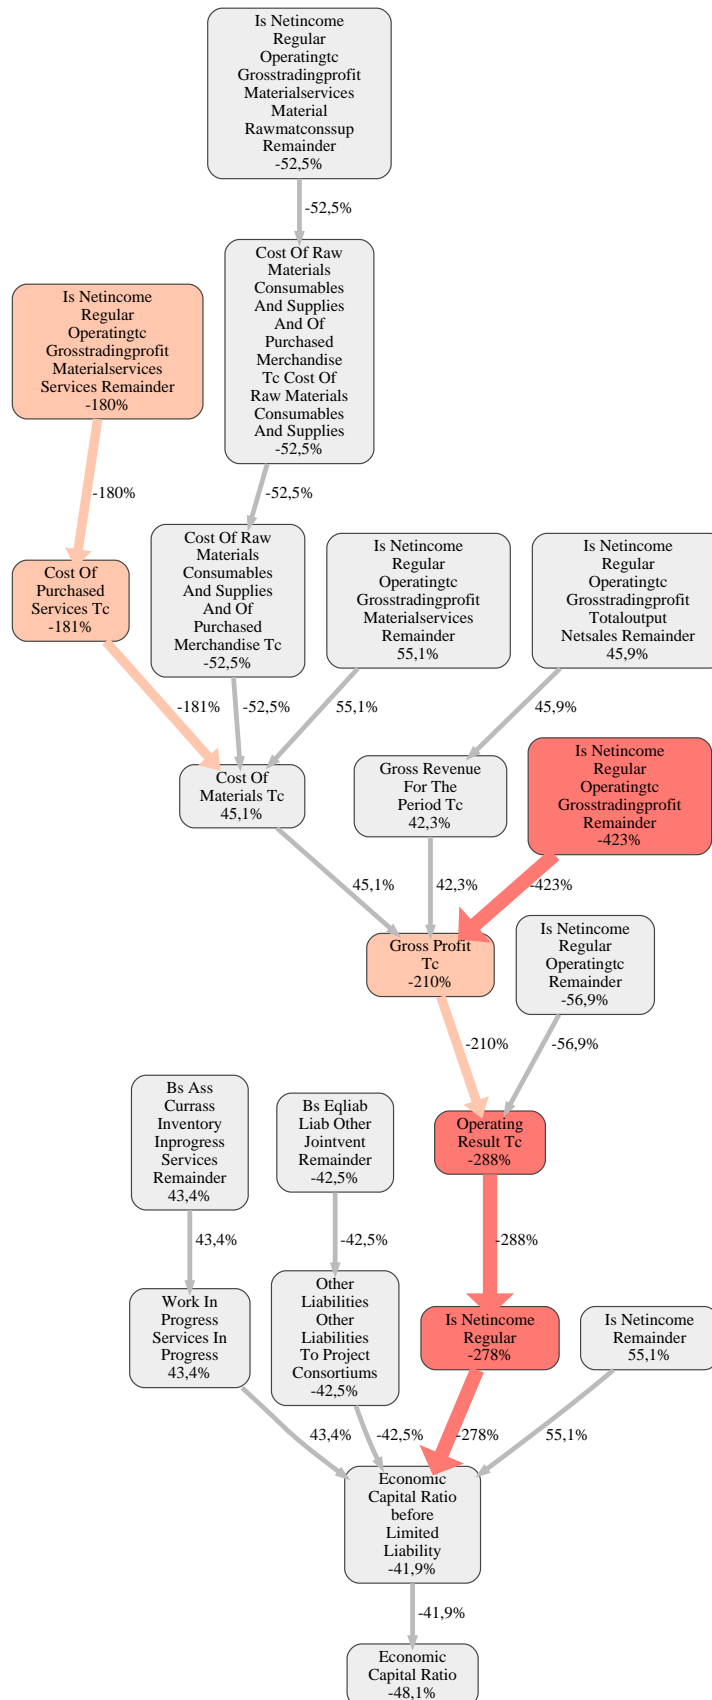 Is Netincome
Regular
Operatingtc
Grosstradingprofit
Materialservices
Material
Rawmatconssup
Remainder
-52,5%
-52,5%
Cost Of Raw
Materials
Consumables
And Supplies
And Of
Purchased
Merchandise
Tc Cost Of
Raw Materials
Consumables
And Supplies
-52,5%
Is Netincome
Regular
Operatingtc
Grosstradingprofit
Materialservices
Services Remainder
-180%
-180%
-52,5%
Cost Of
Purchased
Services Tc
-181%
Cost Of Raw
Materials
Consumables
And Supplies
And Of
Purchased
Merchandise Tc
-52,5%
Is Netincome
Regular
Operatingtc
Grosstradingprofit
Materialservices
Remainder
55,1%
Is Netincome
Regular
Operatingtc
Grosstradingprofit
Totaloutput
Netsales Remainder
45,9%
-181%
-52,5%
55,1%
45,9%
Cost Of
Materials Tc
45,1%
Gross Revenue
For The
Period Tc
42,3%
Is Netincome
Regular
Operatingtc
Grosstradingprofit
Remainder
-423%
45,1%
42,3%
-423%
Gross Profit
Tc
-210%
Is Netincome
Regular
Operatingtc
Remainder
-56,9%
-210%
-56,9%
Bs Ass
Currass
Inventory
Inprogress
Services
Remainder
43,4%
Bs Eqliab
Liab Other
Jointvent
Remainder
-42,5%
Operating
Result Tc
-288%
43,4%
-42,5%
-288%
Work In
Progress
Services In
Progress
43,4%
Other
Liabilities
Other
Liabilities
To Project
Consortiums
-42,5%
Is Netincome
Regular
-278%
Is Netincome
Remainder
55,1%
43,4%
-42,5%
-278%
55,1%
Economic
Capital Ratio
before
Limited
Liability
-41,9%
-41,9%
Economic
Capital Ratio
-48,1%